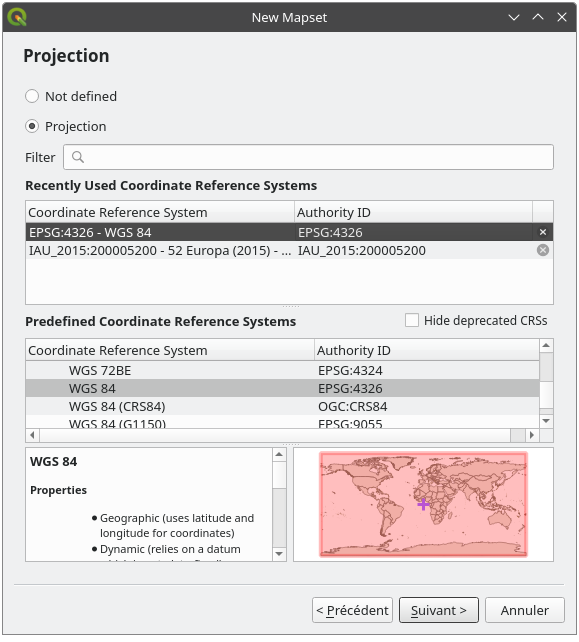 New Mapset
Projection
Not defined
Projection
Filter
Recently Used Coordinate Reference Systems
Coordinate Reference System Authority ID
EPSG:4326 - WGS 84 EPSG:4326
IAU_2015:200005200 - 52 Europa (2015) - ... IAU_2015:200005200
Predefined Coordinate Reference Systems Hide deprecated CRSs
Coordinate Reference System Authority ID
WGS 72BE EPSG:4324
WGS 84 EPSG:4326
WGS 84 (CRS84) OGC:CRS84
WGS 84 (G1150) EPSG:9055
WGS 84
Properties
• Geographic (uses latitude and
longitude for coordinates)
• Dynamic (relies on a datum
< Précédent Suivant > Annuler